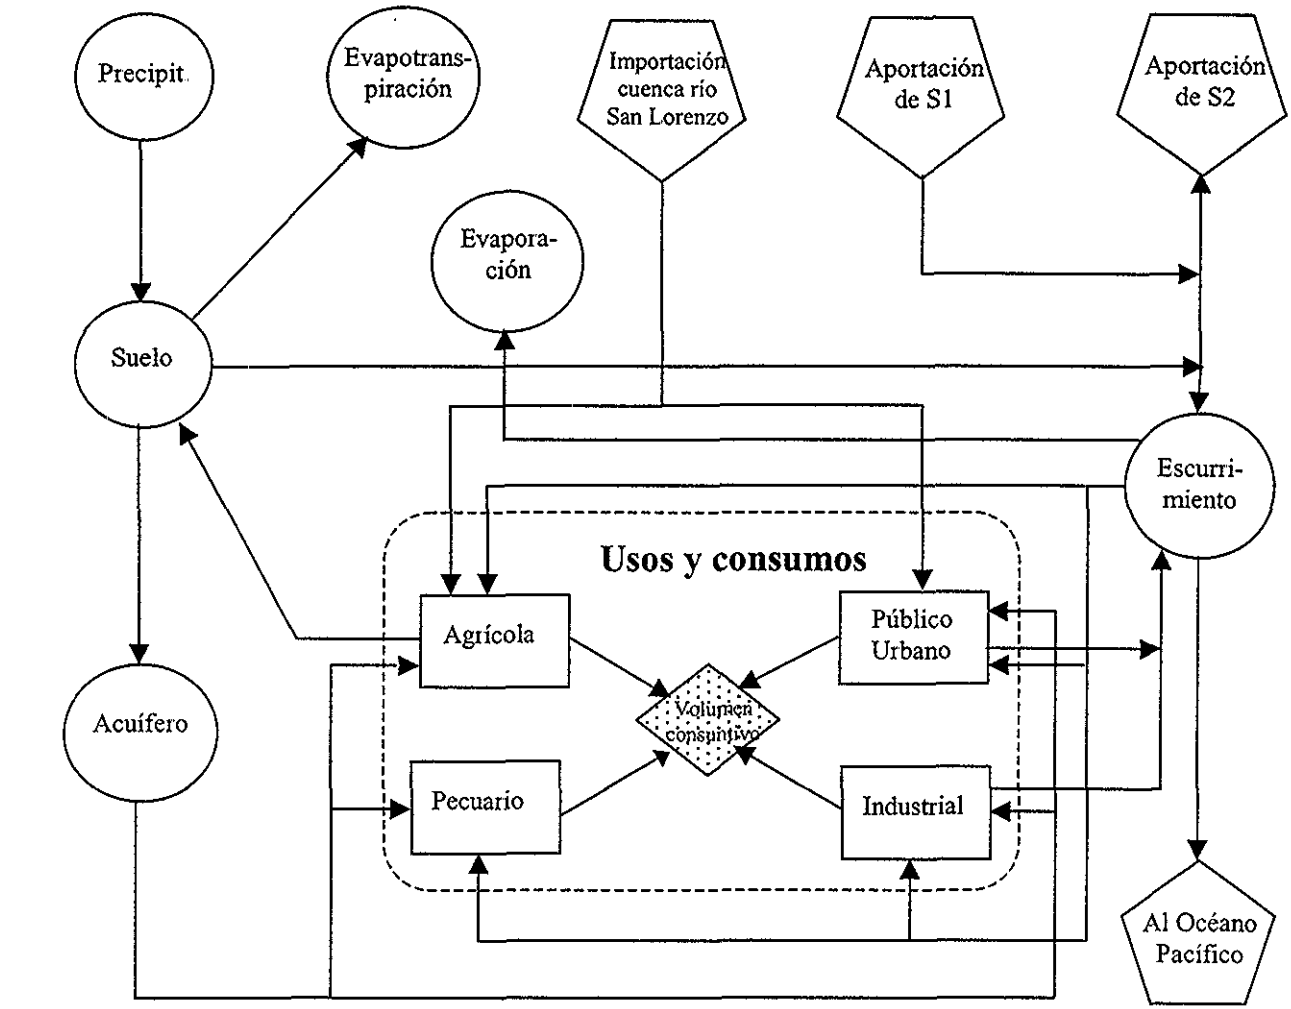 Precipit.
Evapotrans-
piración
Importación
cuenca río
San Lorenzo
Aportación
de S1
Aportación
de S2
Evapora-
ción
Suelo
Escurri-
miento
Usos y consumos
Agrícola
Público
Urbano
Acuífero
Volumen
consuntivo
Pecuario
Industrial
Al Océano
Pacífico